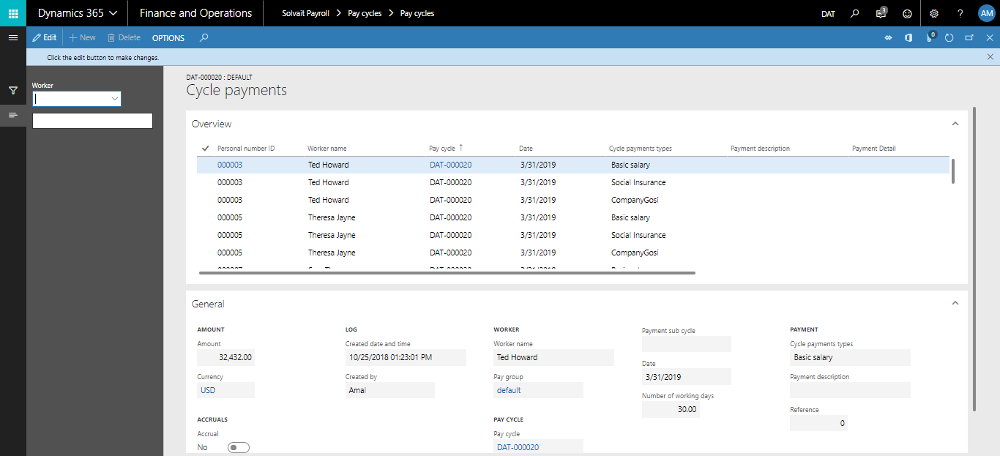 Dynamics 365
Finance and Operations
Solvait Payroll > Pay cycles > Pay cycles
DAT
3
?
AM
Edit
New
Delete
OPTIONS
0
Click the edit button to make changes.
Worker
DAT-000020 : DEFAULT
Cycle payments
Overview
Personal number ID Worker name Pay cycle ↑ Date Cycle payments types Payment description Payment Detail
000003 Ted Howard DAT-000020 3/31/2019 Basic salary
000003 Ted Howard DAT-000020 3/31/2019 Social Insurance
000003 Ted Howard DAT-000020 3/31/2019 CompanyGosi
000005 Theresa Jayne DAT-000020 3/31/2019 Basic salary
000005 Theresa Jayne DAT-000020 3/31/2019 Social Insurance
000005 Theresa Jayne DAT-000020 3/31/2019 CompanyGosi
General
AMOUNT
Amount
32,432.00
Currency
USD
ACCRUALS
Accrual
No
LOG
Created date and time
10/25/2018 01:23:01 PM
Created by
Amal
WORKER
Worker name
Ted Howard
Pay group
default
PAY CYCLE
Pay cycle
DAT-000020
Payment sub cycle
Date
3/31/2019
Number of working days
30.00
PAYMENT
Cycle payments types
Basic salary
Payment description
Reference
0